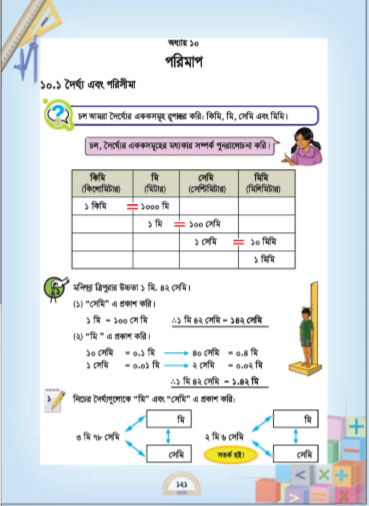 অধ্যায় ১০
পরিমাপ
১০.১ দৈর্ঘ্য এবং পরিসীমা
চল আমরা দৈর্ঘ্যের এককসমূহ রূপান্তর করি: কিমি, মি, সেমি এবং মিমি।
চল, দৈর্ঘ্যের এককসমূহের মধ্যকার সম্পর্ক পুনরালোচনা করি।
কিমি মি সেমি মিমি
(কিলোমিটার) (মিটার) (সেন্টিমিটার) (মিলিমিটার)
১ কিমি = ১০০০ মি
১ মি = ১০০ সেমি
১ সেমি = ১০ মিমি
১ মিমি
ত্রিপুরার উচ্চতা ১ মি. ৪২ সেমি।
(১) "সেমি" এ প্রকাশ করি।
১ মি = ১০০ সে মি ∴১ মি ৪২ সেমি = ১৪২ সেমি
(২) "মি " এ প্রকাশ করি।
১০ সেমি = ০.১ মি → ৪০ সেমি = ০.৪ মি
১ সেমি = ০.০১ মি → ২ সেমি = ০.০২ মি
∴১ মি ৪২ সেমি = ১.৪২ মি
১ নিচের দৈর্ঘ্যগুলোকে "মি" এবং "সেমি" এ প্রকাশ করি।
মি মি
৩ মি ৭৮ সেমি ২ মি ৬ সেমি
সেমি সতর্ক হই! সেমি
১২১